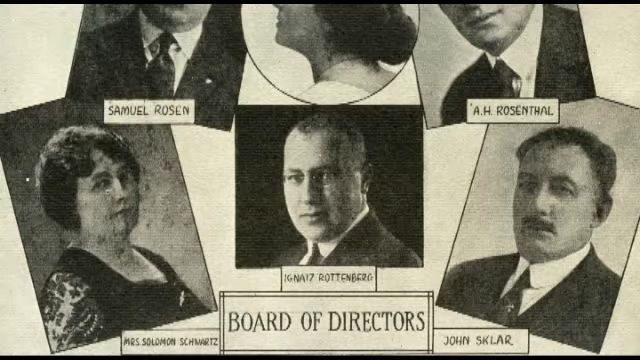 SAMUEL ROSEN
A.H. ROSENTHAL
IGNATZ ROTTENBERG
MRS. SOLOMON SCHWARTZ
BOARD OF DIRECTORS
JOHN SKLAR